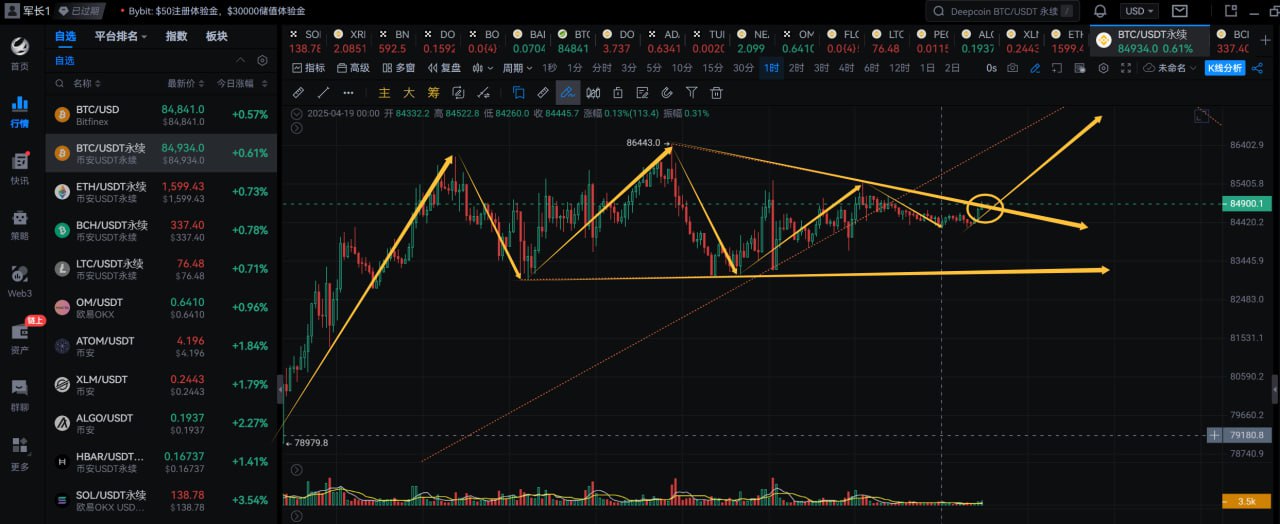 军长1 已过期 • Bybit: $50注册体验金，$30000储值体验金 Deepcoin BTC/USDT 永续 / USD
首页
行情
快讯
策略
Web3
链上
资产
群聊
更多
自选 平台排名 指数 板块
自选
名称 最新价 今日涨幅
BTC/USD 84,841.0 +0.57%
Bitfinex $84,841.0
BTC/USDT永续 84,934.0 +0.61%
币安USDT永续 $84,934.0
ETH/USDT永续 1,599.43 +0.73%
币安USDT永续 $1,599.43
BCH/USDT永续 337.40 +0.78%
币安USDT永续 $337.40
LTC/USDT永续 76.48 +0.71%
币安USDT永续 $76.48
OM/USDT 0.6410 +0.96%
欧易OKX $0.6410
ATOM/USDT 4.196 +1.84%
币安 $4.196
XLM/USDT 0.2443 +1.79%
币安 $0.2443
ALGO/USDT 0.1937 +2.27%
币安 $0.1937
HBAR/USDT... 0.16737 +1.41%
币安USDT永续 $0.16737
SOL/USDT永续 138.78 +3.54%
欧易OKX USD... $138.78
SOI XRI BN BO BAI BTC DO AD. TUI NE. OM FLO LTC PEO ALG XLM ETH BTC/USDT永续 BC
138.78 2.0851 592.5 0.1592 0.0(4) 0.0704 84841 3.737 0.6341 0.0020 2.099 0.641 0.0(4) 76.48 0.0115 0.1937 0.2443 1599.4 84934.0 0.61% 337.40
指标 高级 多窗 复盘 周期 1秒 1分 分时 3分 5分 10分 15分 30分 1时 2时 3时 4时 6时 12时 1日 2日 0s 未命名 K线分析
主 大 筹
2025-04-19 00:00 开 84332.2 高 84522.8 低 84260.0 收 84445.7 涨幅 0.13%(113.4) 振幅 0.31%
86443.0
78979.8
86402.9
85405.8
84900.1
84420.2
83445.9
82483.0
81531.1
80590.2
79660.2
79180.8
78740.9
3.5k